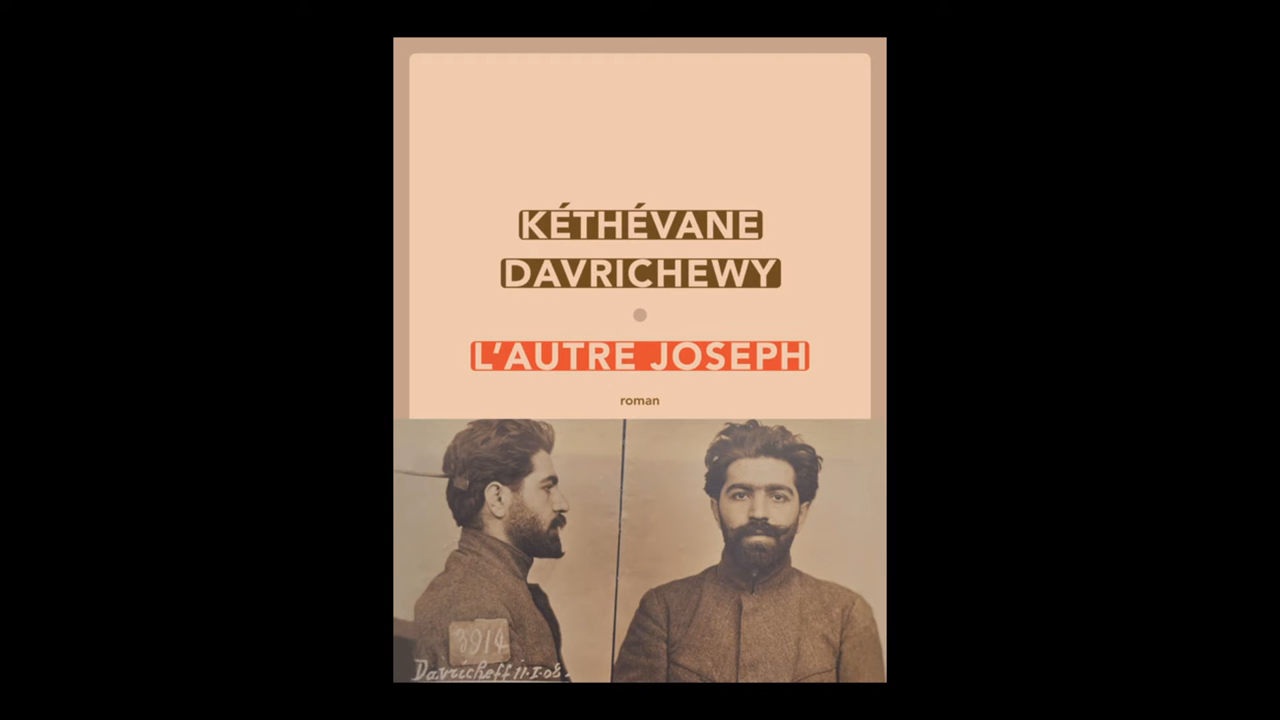 KÉTHÉVANE
DAVRICHEWY
L'AUTRE JOSEPH
roman
3914
Davricheff 11·I·08